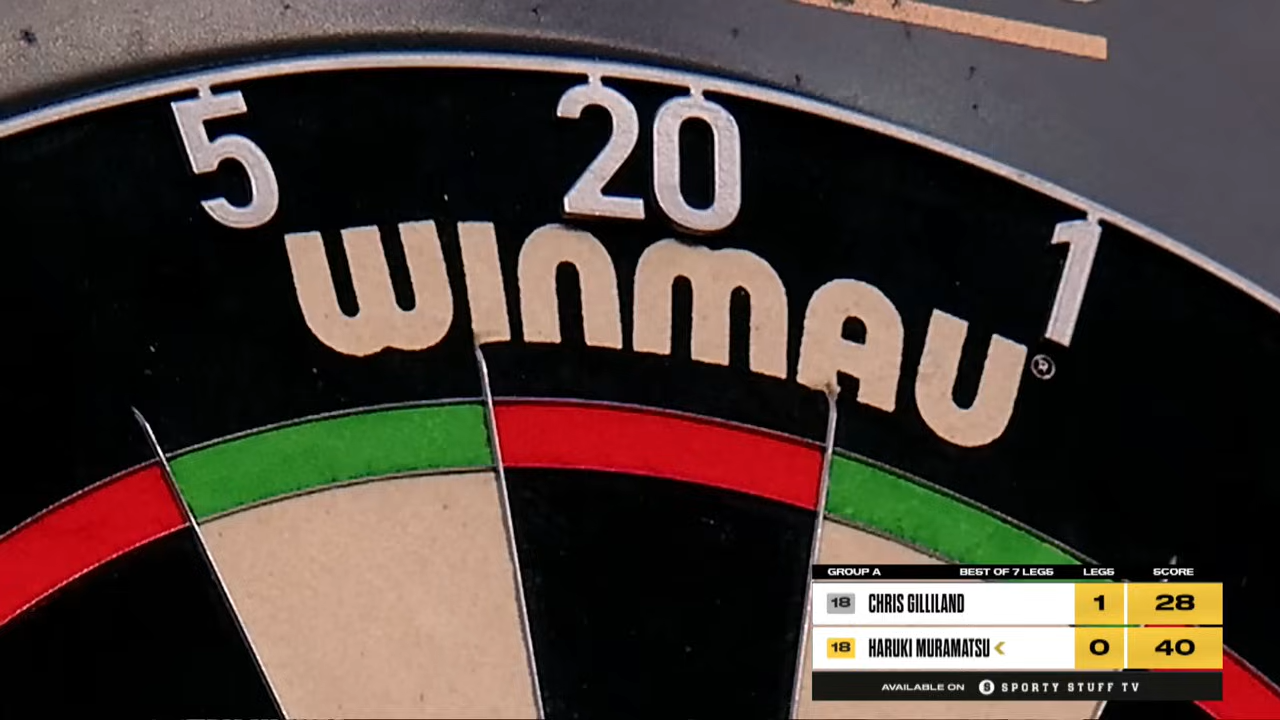 5 20 1
WINMAU®
GROUP A BEST OF 7 LEGS LEGS SCORE
18 CHRIS GILLILAND 1 28
18 HARUKI MURAMATSU 0 40
AVAILABLE ON S SPORTY STUFF TV